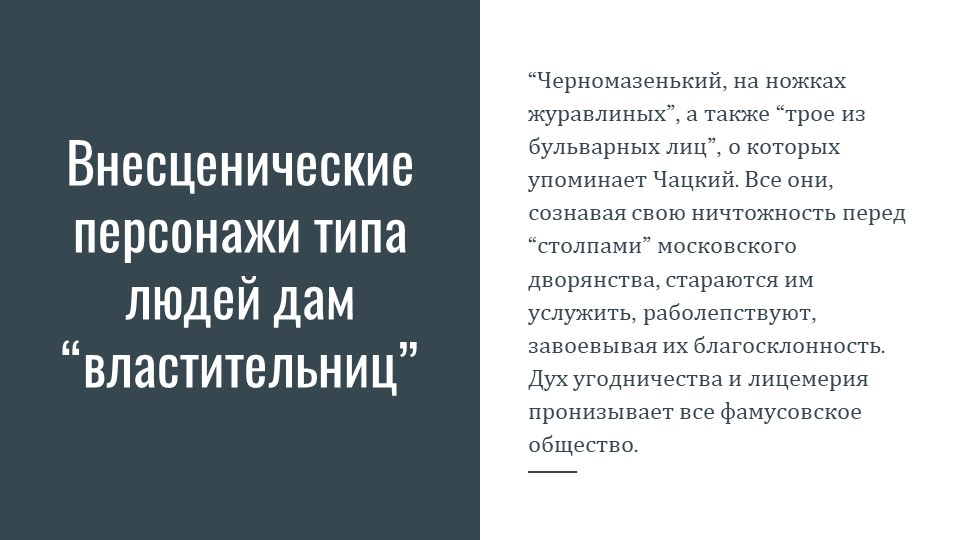 Внесценические
персонажи типа
людей дам
“властительниц”
“Черномазенький, на ножках
журавлиных”, а также “трое из
бульварных лиц”, о которых
упоминает Чацкий. Все они,
сознавая свою ничтожность перед
“столпами” московского
дворянства, стараются им
услужить, раболепствуют,
завоевывая их благосклонность.
Дух угодничества и лицемерия
пронизывает все фамусовское
общество.